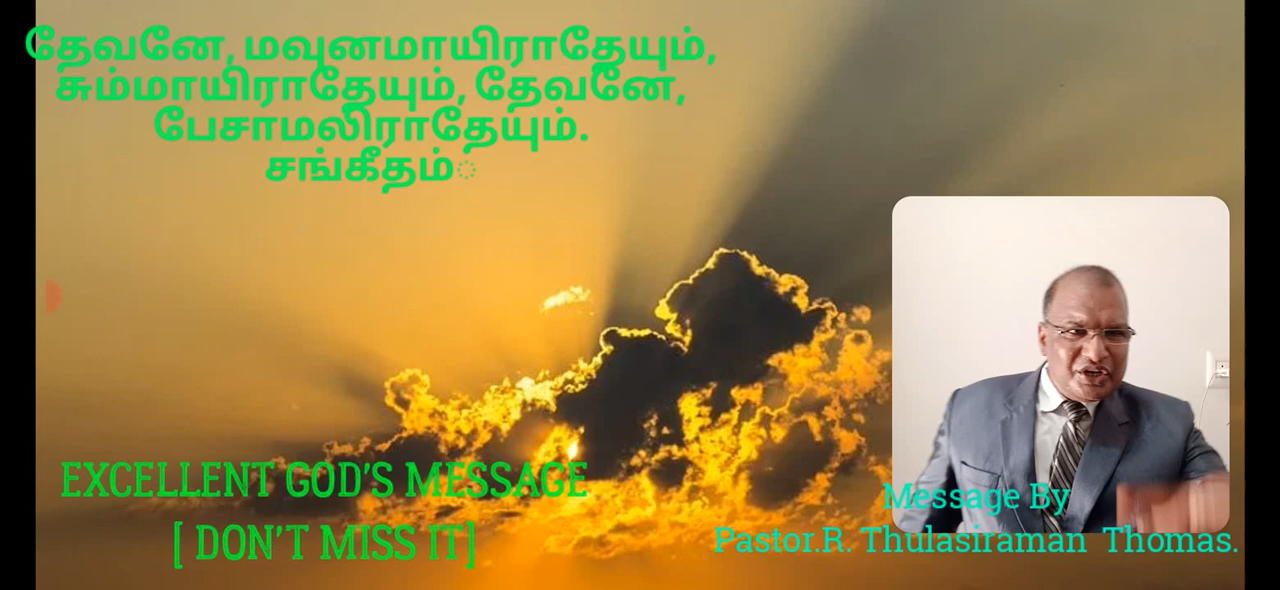 தேவனே, மவுனமாயிராதேயும்,
சும்மாயிராதேயும், தேவனே,
பேசாமலிராதேயும்.
சங்கீதம்
EXCELLENT GOD'S MESSAGE
[ DON'T MISS IT]
Message By
Pastor.R. Thulasiraman Thomas.